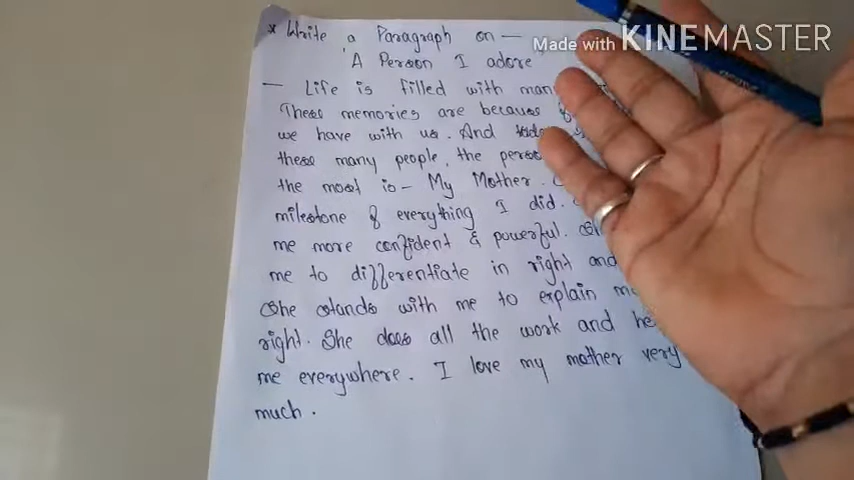 Made with KINEMASTER
* Write a Paragraph on —
'A Person I adore
— Life is filled with man
These memories are because
we have with us. And
these many people, the perso
the most is - My Mother.
milestone of everything I did.
me more confident & powerful.
me to differentiate in right and
She stands with me to explain m
right. She does all the work and he
me everywhere. I love my mother very
much.